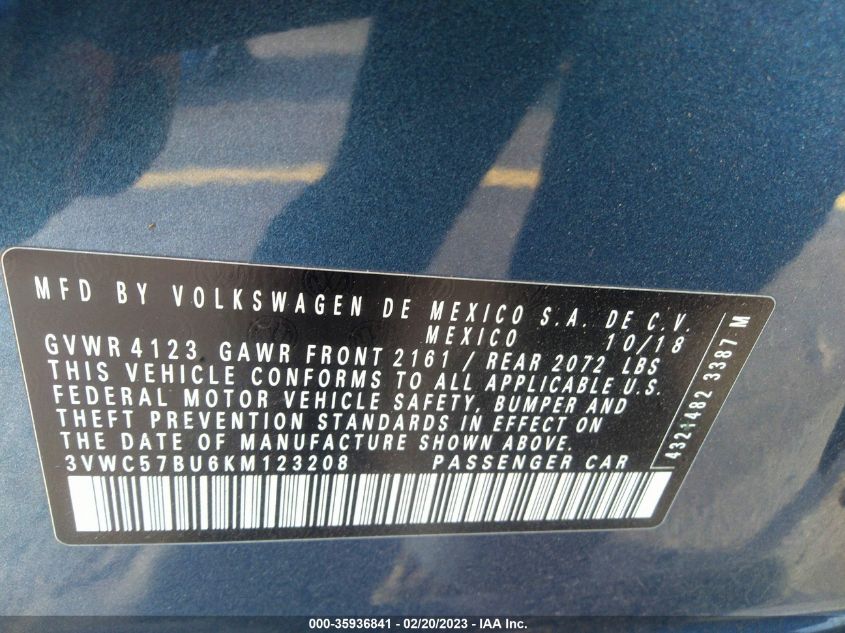 MFD BY VOLKSWAGEN DE MEXICO S.A. DE C.V.
MEXICO 10/18
GVWR 4123 GAWR FRONT 2161 / REAR 2072 LBS
THIS VEHICLE CONFORMS TO ALL APPLICABLE U.S.
FEDERAL MOTOR VEHICLE SAFETY, BUMPER AND
THEFT PREVENTION STANDARDS IN EFFECT ON
THE DATE OF MANUFACTURE SHOWN ABOVE.
3VWC57BU6KM123208 PASSENGER CAR
4321482 3387 M
000-35936841 — 02/20/2023 — IAA Inc.